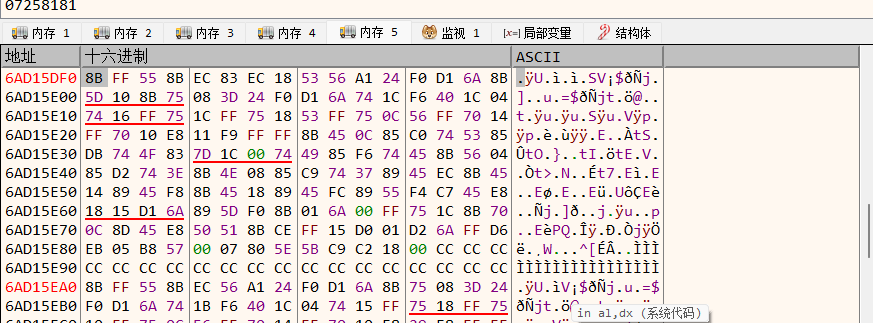 07258181
内存 1 内存 2 内存 3 内存 4 内存 5 监视 1 [x=] 局部变量 结构体
地址 十六进制 ASCII
6AD15DF0 8B FF 55 8B EC 83 EC 18 53 56 A1 24 F0 D1 6A 8B .ÿU.ì.ì.SV¡$ðÑj.
6AD15E00 5D 10 8B 75 08 3D 24 F0 D1 6A 74 1C F6 40 1C 04 ]..u.=$ðÑjt.ö@..
6AD15E10 74 16 FF 75 1C FF 75 18 53 FF 75 0C 56 FF 70 14 t.ÿu.ÿu.Sÿu.Vÿp.
6AD15E20 FF 70 10 E8 11 F9 FF FF 8B 45 0C 85 C0 74 53 85 ÿp.è.ùÿÿ.E..ÀtS.
6AD15E30 DB 74 4F 83 7D 1C 00 74 49 85 F6 74 45 8B 56 04 ÛtO.}..tI.ötE.V.
6AD15E40 85 D2 74 3E 8B 4E 08 85 C9 74 37 89 45 EC 8B 45 .Òt>.N..Ét7.Eì.E
6AD15E50 14 89 45 F8 8B 45 18 89 45 FC 89 55 F4 C7 45 E8 ..Eø.E..Eü.UôÇEè
6AD15E60 18 15 D1 6A 89 5D F0 8B 01 6A 00 FF 75 1C 8B 70 ..Ñj.]ð..j.ÿu..p
6AD15E70 0C 8D 45 E8 50 51 8B CE FF 15 D0 01 D2 6A FF D6 ..EèPQ.Îÿ.Ð.ÒjÿÖ
6AD15E80 EB 05 B8 57 00 07 80 5E 5B C9 C2 18 00 CC CC CC ë.¸W...^[ÉÂ..ÌÌÌ
6AD15E90 CC CC CC CC CC CC CC CC CC CC CC CC CC CC CC CC ÌÌÌÌÌÌÌÌÌÌÌÌÌÌÌÌ
6AD15EA0 8B FF 55 8B EC 56 A1 24 F0 D1 6A 8B 75 08 3D 24 .ÿU.ìV¡$ðÑj.u.=$
6AD15EB0 F0 D1 6A 74 1B F6 40 1C 04 74 15 FF 75 18 FF 75 ðÑjt.ö@
in al,dx (系统代码)